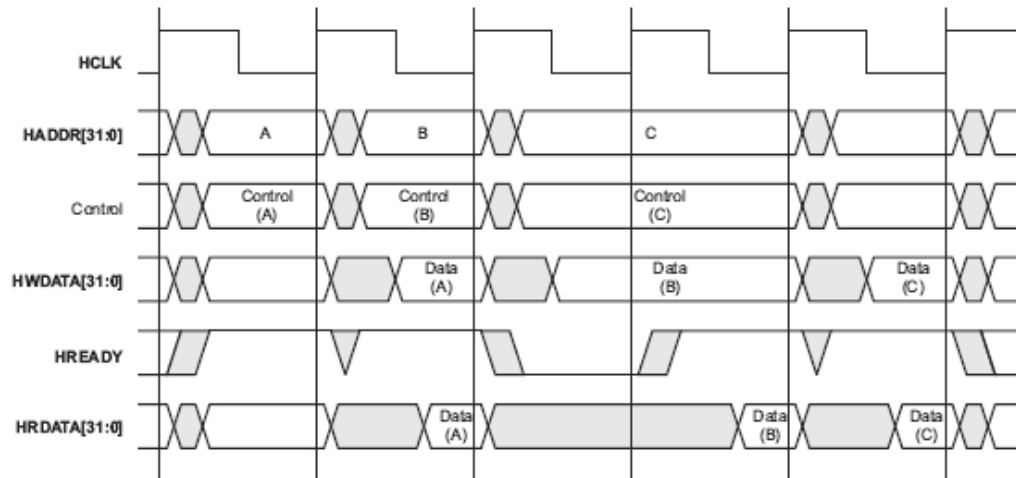 HCLK
HADDR[31:0]
A
B
C
Control
Control
(A)
Control
(B)
Control
(C)
HWDATA[31:0]
Data
(A)
Data
(B)
Data
(C)
HREADY
HRDATA[31:0]
Data
(A)
Data
(B)
Data
(C)